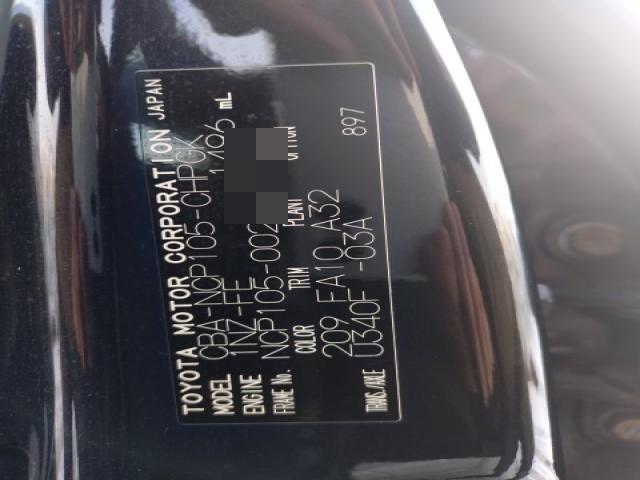 TOYOTA MOTOR CORPORATION JAPAN
MODEL CBA-NCP105-CHPGK
ENGINE 1NZ-FE 1496 mL
FRAME No. NCP105-002
COLOR TRIM PLANT OPTION
209 FA10 A32 897
TRANS./AXLE U340F -03A